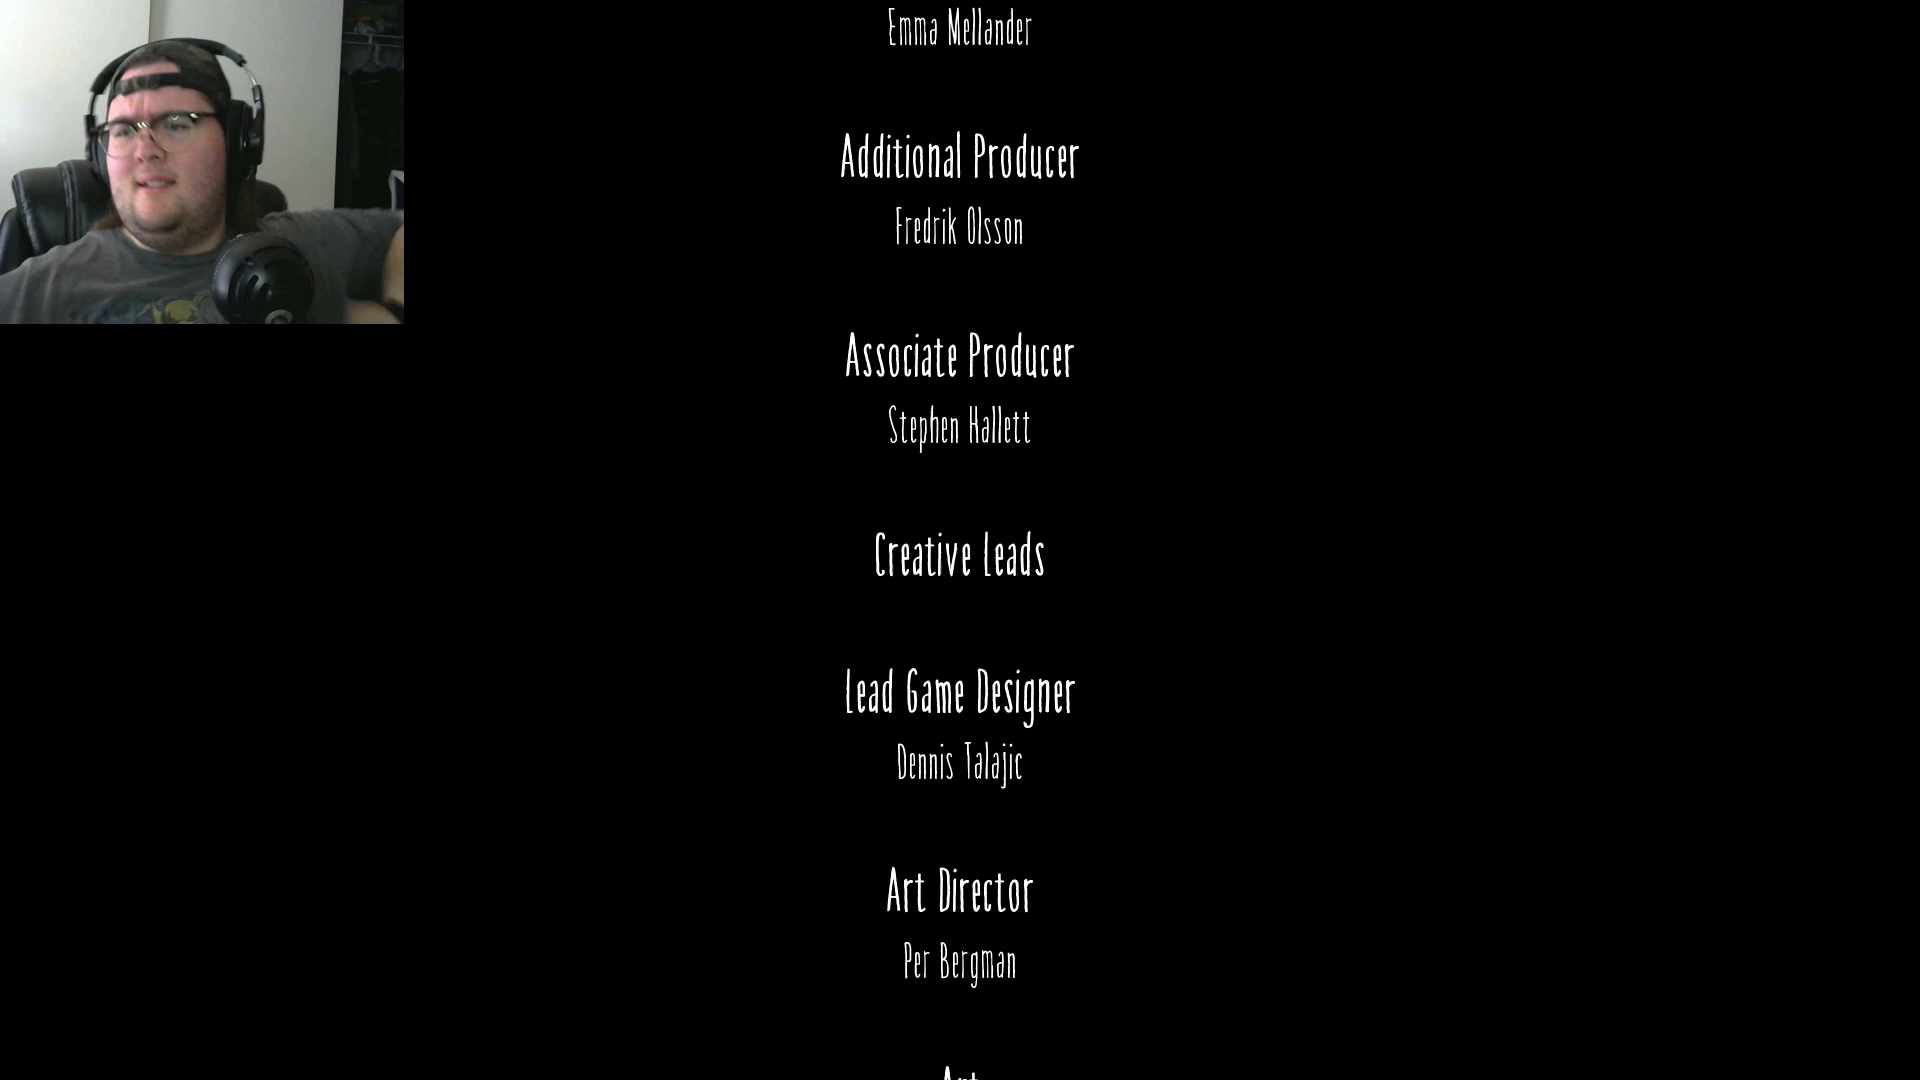 Emma Mellander
Additional Producer
Fredrik Olsson
Associate Producer
Stephen Hallett
Creative Leads
Lead Game Designer
Dennis Talajic
Art Director
Per Bergman
Art